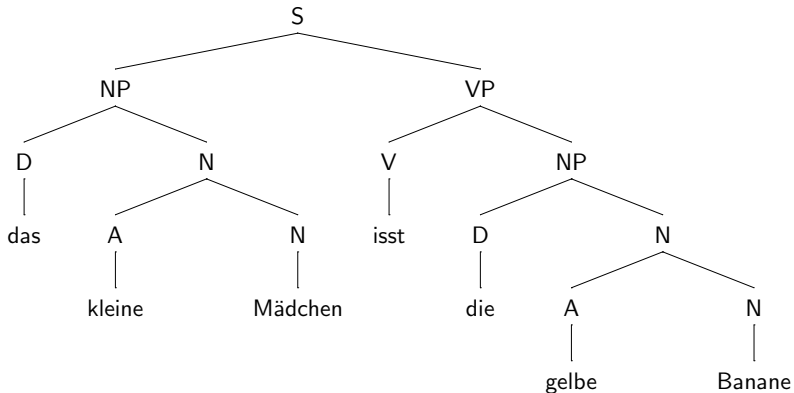 S
NP VP
D N V NP
das A N isst D N
kleine Mädchen die A N
gelbe Banane